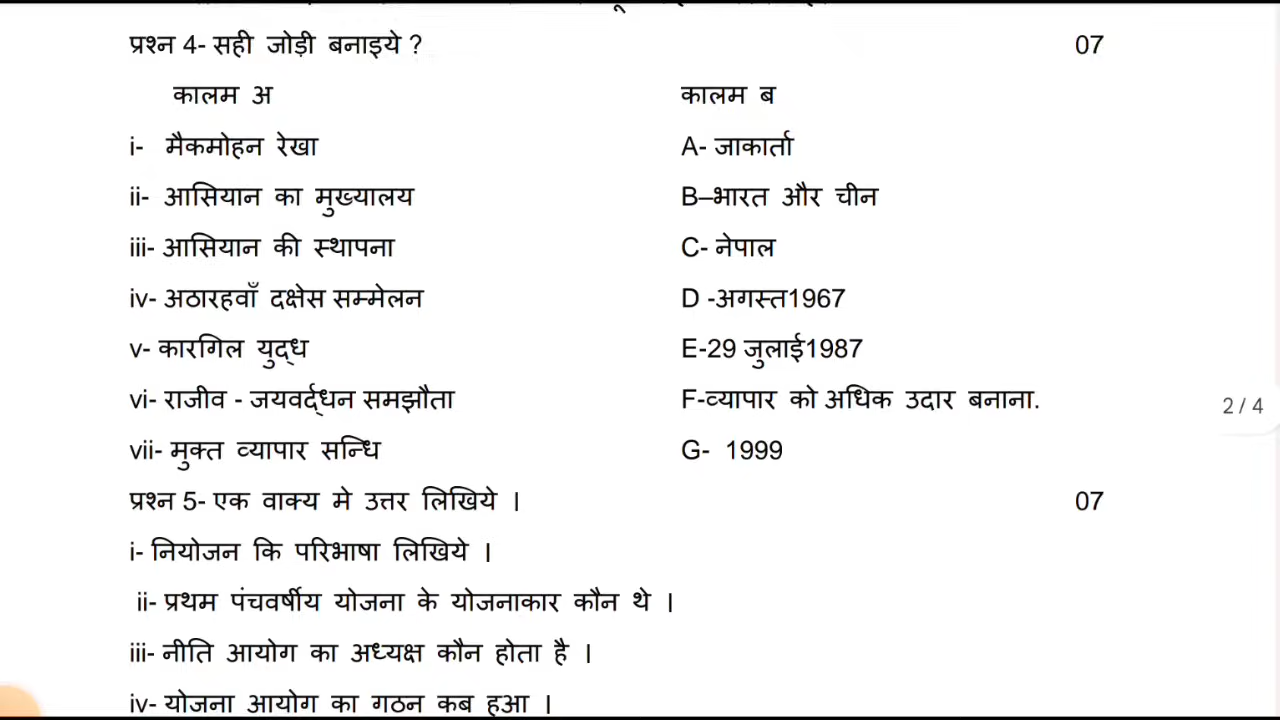 प्रश्न 4- सही जोड़ी बनाइये ? 07
कालम अ कालम ब
i- मैकमोहन रेखा A- जाकार्ता
ii- आसियान का मुख्यालय B–भारत और चीन
iii- आसियान की स्थापना C- नेपाल
iv- अठारहवाँ दक्षेस सम्मेलन D -अगस्त1967
v- कारगिल युद्ध E-29 जुलाई1987
vi- राजीव - जयवर्द्धन समझौता F-व्यापार को अधिक उदार बनाना.
2 / 4
vii- मुक्त व्यापार सन्धि G- 1999
प्रश्न 5- एक वाक्य मे उत्तर लिखिये । 07
i- नियोजन कि परिभाषा लिखिये ।
ii- प्रथम पंचवर्षीय योजना के योजनाकार कौन थे ।
iii- नीति आयोग का अध्यक्ष कौन होता है ।
iv- योजना आयोग का गठन कब हुआ ।